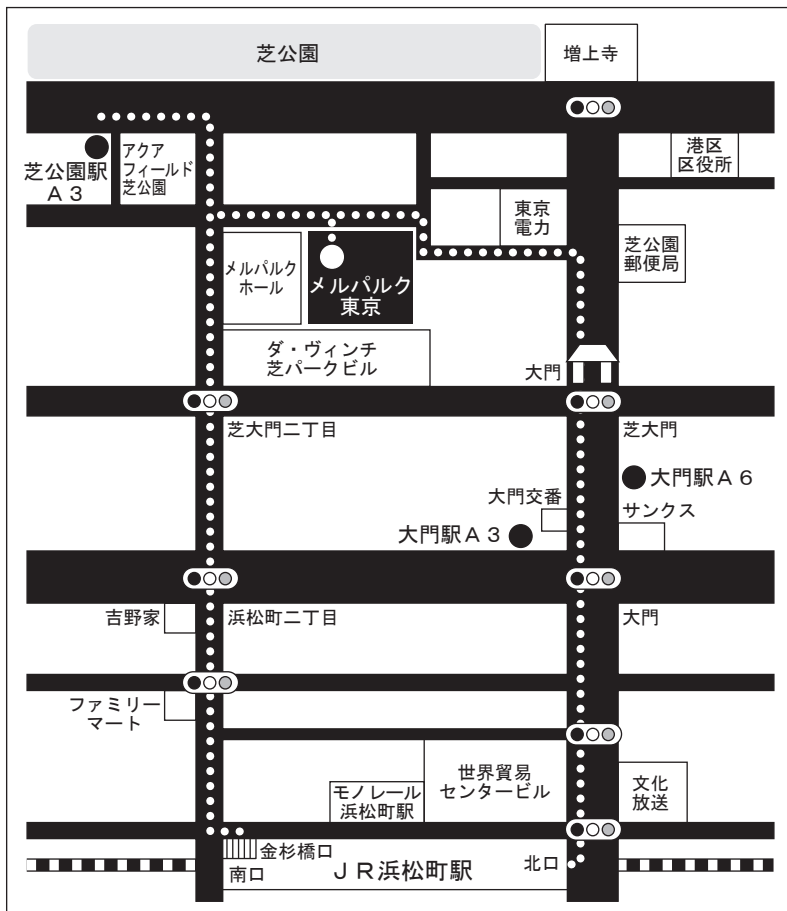 芝公園
増上寺
芝公園駅
Ａ３
アクア
フィールド
芝公園
港区
区役所
東京
電力
芝公園
郵便局
メルパルク
ホール
メルパルク
東京
ダ・ヴィンチ
芝パークビル
大門
芝大門二丁目
芝大門
大門駅Ａ６
大門交番
サンクス
大門駅Ａ３
吉野家
浜松町二丁目
大門
ファミリー
マート
世界貿易
センタービル
モノレール
浜松町駅
文化
放送
金杉橋口
南口
ＪＲ浜松町駅
北口